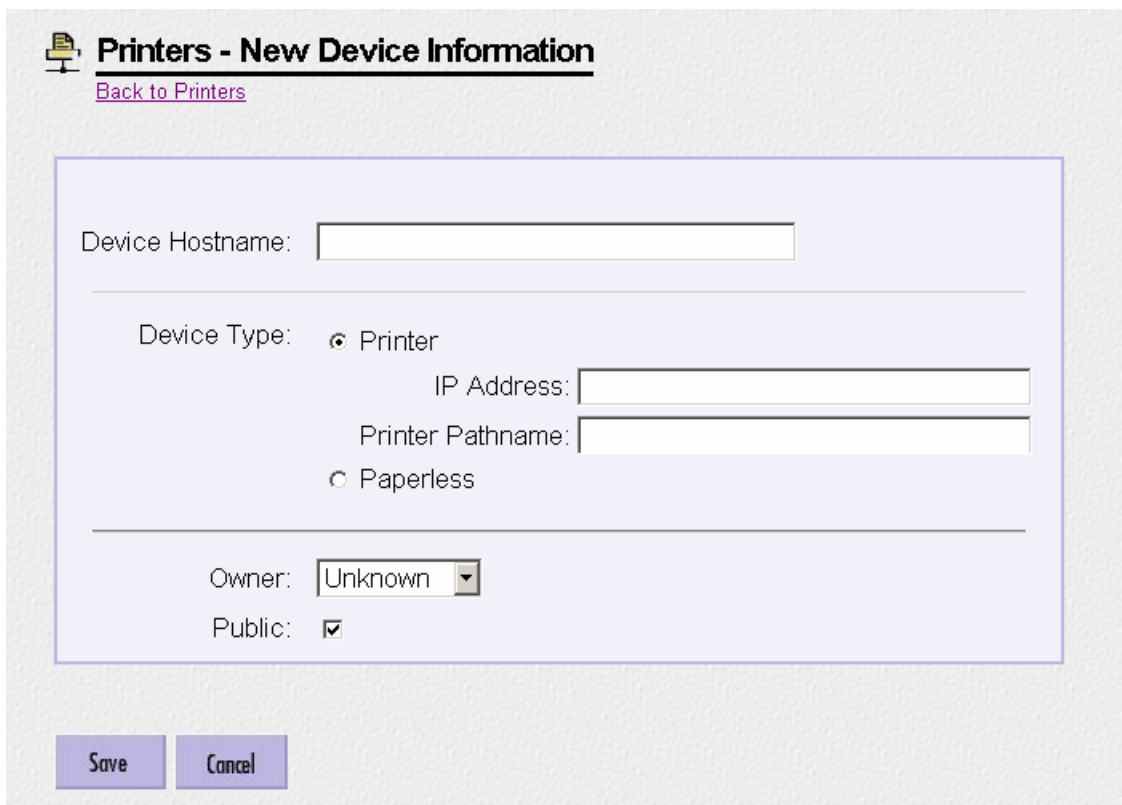 Printers - New Device Information
Back to Printers
Device Hostname:
Device Type:
Printer
IP Address:
Printer Pathname:
Paperless
Owner: Unknown
Public:
Save Cancel